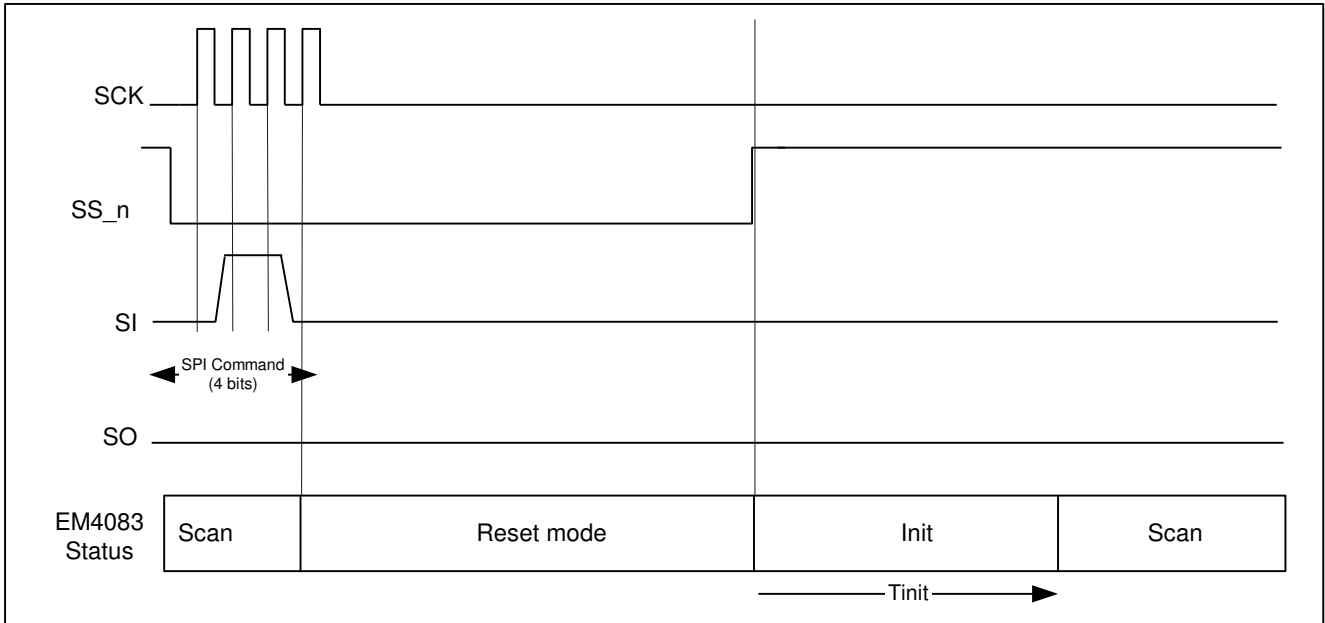 SCK
SS_n
SI
SPI Command
(4 bits)
SO
EM4083
Status
Scan
Reset mode
Init
Scan
Tinit